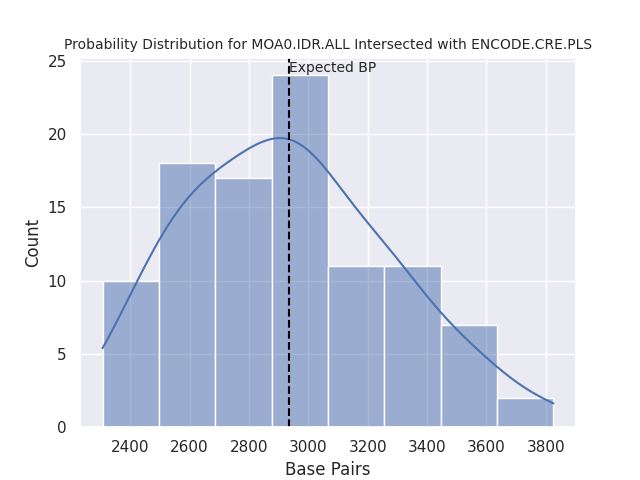 Probability Distribution for MOA0.IDR.ALL Intersected with ENCODE.CRE.PLS
Expected BP
25
20
15
10
5
0
Count
2400 2600 2800 3000 3200 3400 3600 3800
Base Pairs